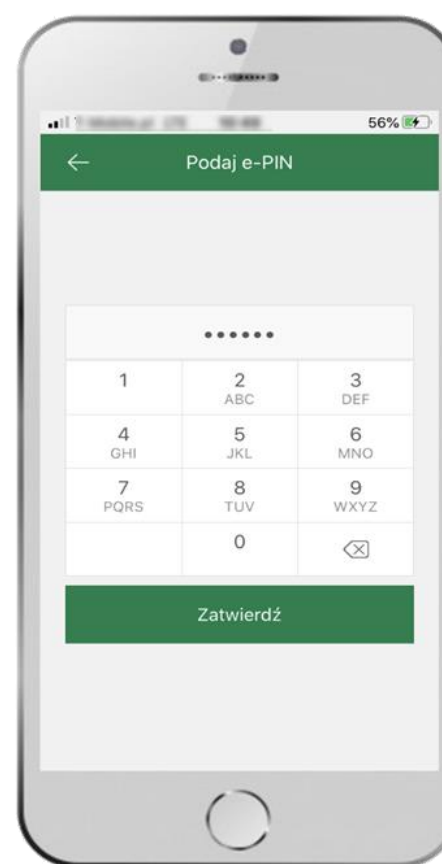 56%
Podaj e-PIN
••••••
1 2 3
ABC DEF
4 5 6
GHI JKL MNO
7 8 9
PQRS TUV WXYZ
0
Zatwierdź